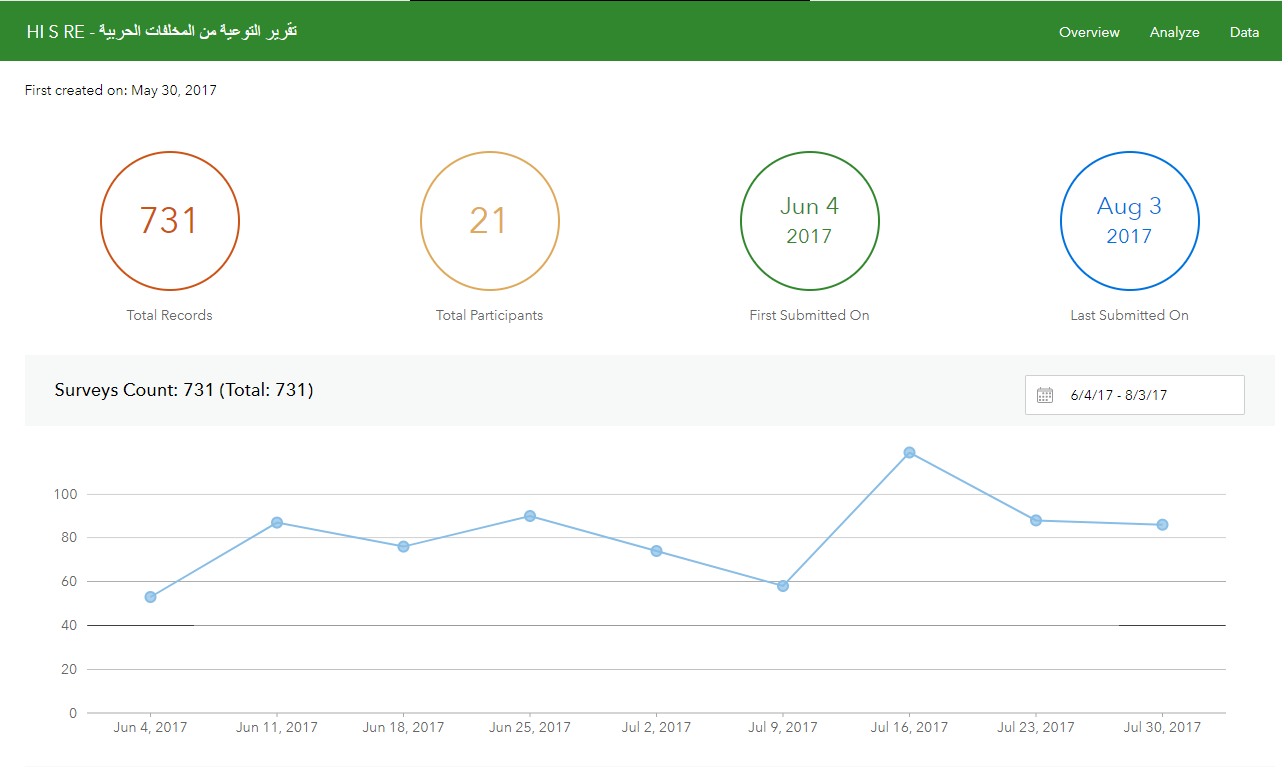 HI S RE - تقرير التوعية من المخلفات الحربية
Overview
Analyze
Data
First created on: May 30, 2017
731
Total Records
21
Total Participants
Jun 4
2017
First Submitted On
Aug 3
2017
Last Submitted On
Surveys Count: 731 (Total: 731)
6/4/17 - 8/3/17
100
80
60
40
20
0
Jun 4, 2017
Jun 11, 2017
Jun 18, 2017
Jun 25, 2017
Jul 2, 2017
Jul 9, 2017
Jul 16, 2017
Jul 23, 2017
Jul 30, 2017